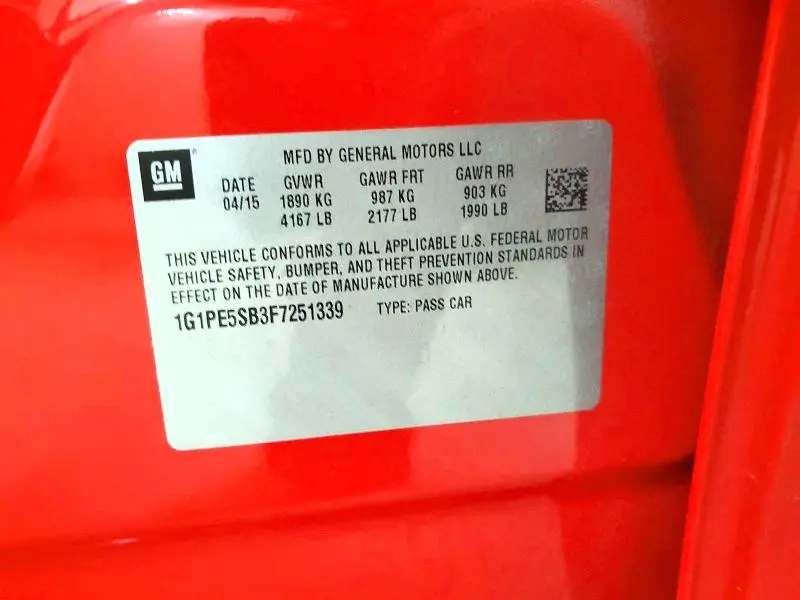 GM
MFD BY GENERAL MOTORS LLC
DATE GVWR GAWR FRT GAWR RR
04/15 1890 KG 987 KG 903 KG
4167 LB 2177 LB 1990 LB
THIS VEHICLE CONFORMS TO ALL APPLICABLE U.S. FEDERAL MOTOR
VEHICLE SAFETY, BUMPER, AND THEFT PREVENTION STANDARDS IN
EFFECT ON THE DATE OF MANUFACTURE SHOWN ABOVE.
1G1PE5SB3F7251339 TYPE: PASS CAR